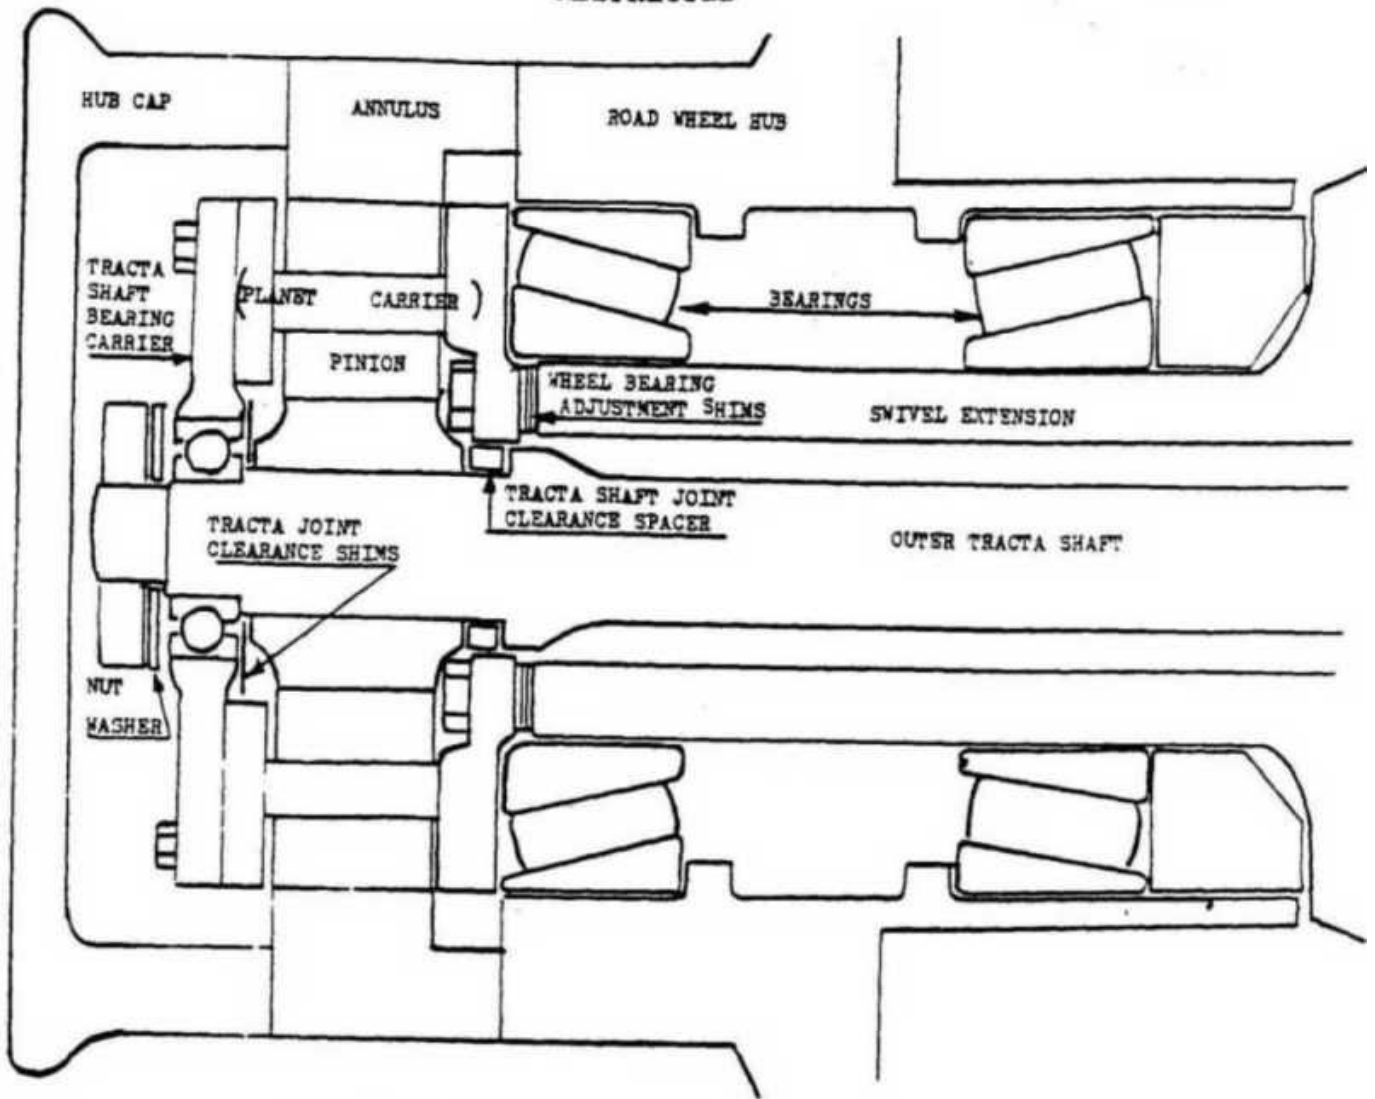 HUB CAP
ANNULUS
ROAD WHEEL HUB
TRACTA
SHAFT
BEARING
CARRIER
(PLANET CARRIER)
BEARINGS
PINION
WHEEL BEARING
ADJUSTMENT SHIMS
SWIVEL EXTENSION
TRACTA SHAFT JOINT
CLEARANCE SPACER
TRACTA JOINT
CLEARANCE SHIMS
OUTER TRACTA SHAFT
NUT
WASHER